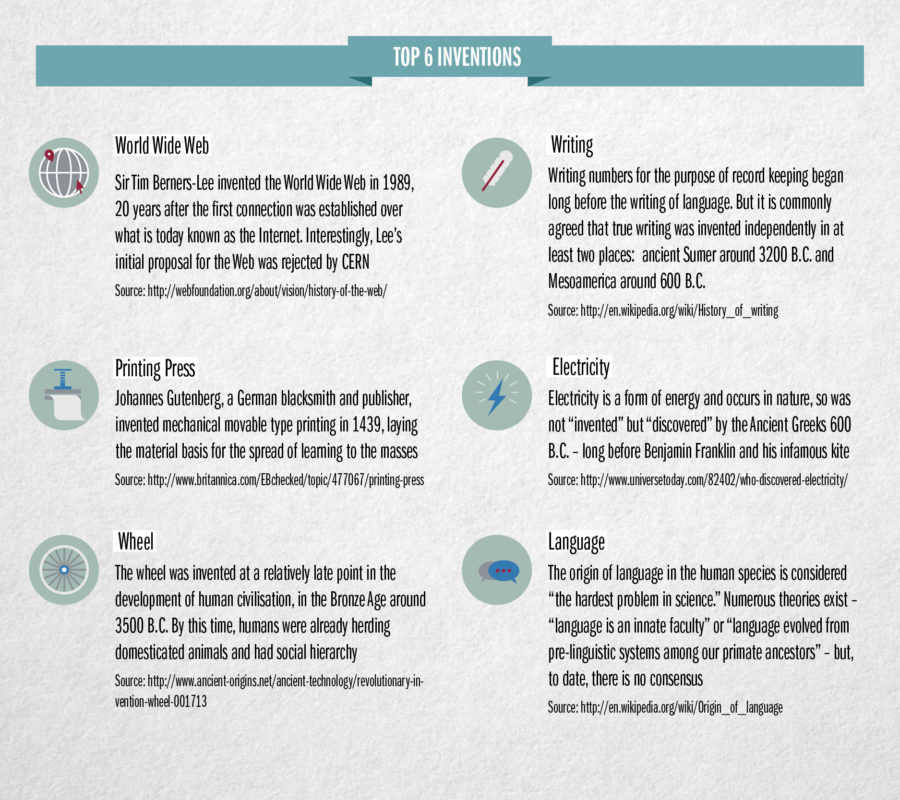 TOP 6 INVENTIONS
World Wide Web
Sir Tim Berners-Lee invented the World Wide Web in 1989,
20 years after the first connection was established over
what is today known as the Internet. Interestingly, Lee's
initial proposal for the Web was rejected by CERN
Source: http://webfoundation.org/about/vision/history-of-the-web/
Writing
Writing numbers for the purpose of record keeping began
long before the writing of language. But it is commonly
agreed that true writing was invented independently in at
least two places: ancient Sumer around 3200 B.C. and
Mesoamerica around 600 B.C.
Source: http://en.wikipedia.org/wiki/History_of_writing
Printing Press
Johannes Gutenberg, a German blacksmith and publisher,
invented mechanical movable type printing in 1439, laying
the material basis for the spread of learning to the masses
Source: http://www.britannica.com/EBchecked/topic/477067/printing-press
Electricity
Electricity is a form of energy and occurs in nature, so was
not “invented” but “discovered” by the Ancient Greeks 600
B.C. – long before Benjamin Franklin and his infamous kite
Source: http://www.universetoday.com/82402/who-discovered-electricity/
Wheel
The wheel was invented at a relatively late point in the
development of human civilisation, in the Bronze Age around
3500 B.C. By this time, humans were already herding
domesticated animals and had social hierarchy
Source: http://www.ancient-origins.net/ancient-technology/revolutionary-in-
vention-wheel-001713
Language
The origin of language in the human species is considered
“the hardest problem in science.” Numerous theories exist –
“language is an innate faculty” or “language evolved from
pre-linguistic systems among our primate ancestors” – but,
to date, there is no consensus
Source: http://en.wikipedia.org/wiki/Origin_of_language